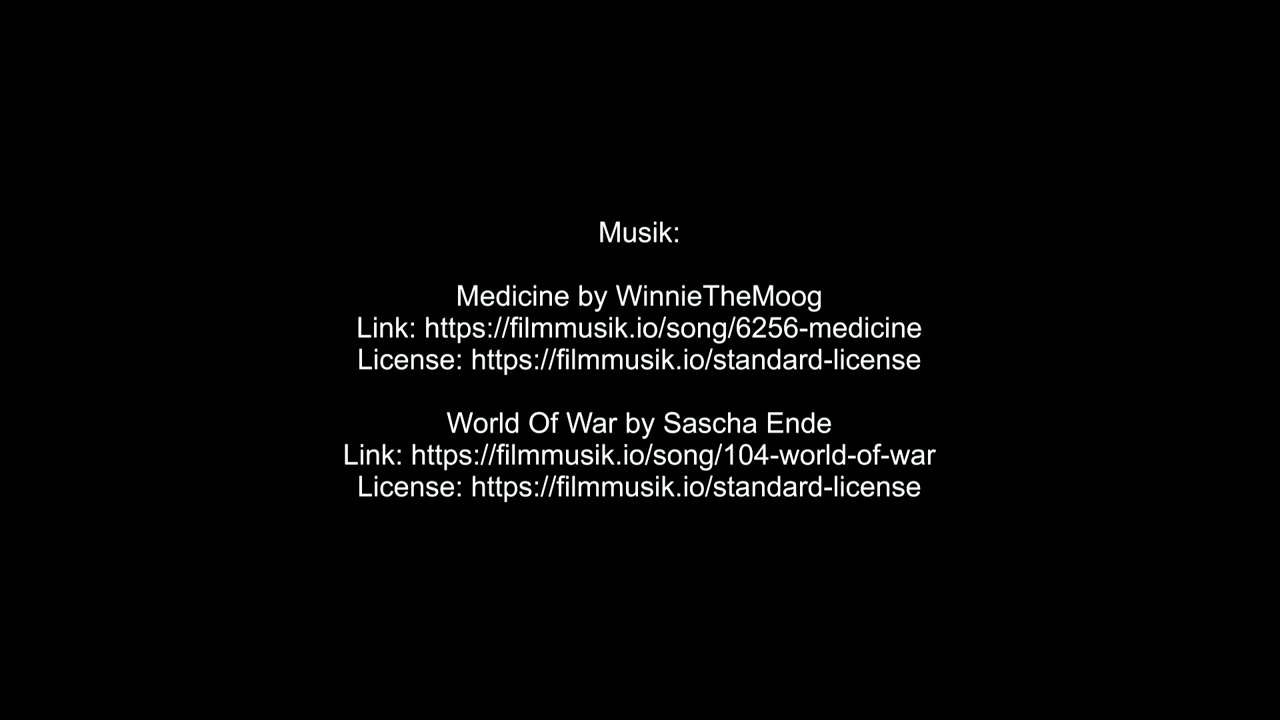 Musik:
Medicine by WinnieTheMoog
Link: https://filmmusik.io/song/6256-medicine
License: https://filmmusik.io/standard-license
World Of War by Sascha Ende
Link: https://filmmusik.io/song/104-world-of-war
License: https://filmmusik.io/standard-license